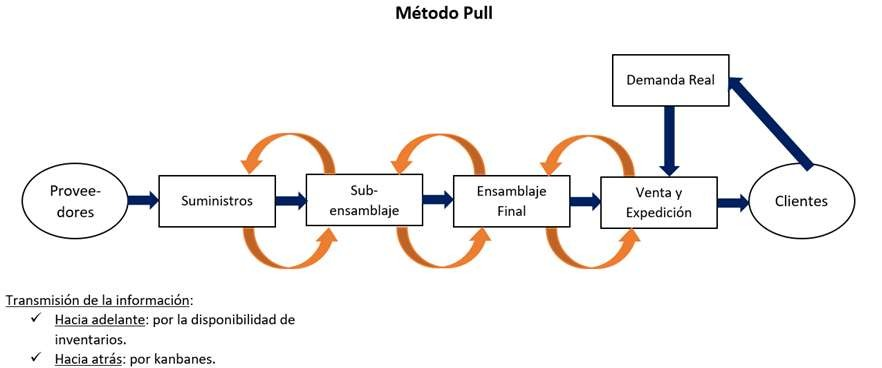 Método Pull
Demanda Real
Provee-
dores
Suministros
Sub-
ensamblaje
Ensamblaje
Final
Venta y
Expedición
Clientes
Transmisión de la información:
✓ Hacia adelante: por la disponibilidad de
inventarios.
✓ Hacia atrás: por kanbanes.